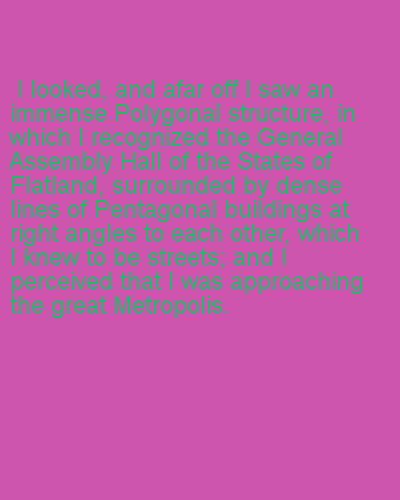 I looked, and afar off I saw an
immense Polygonal structure, in
which I recognized the General
Assembly Hall of the States of
Flatland, surrounded by dense
lines of Pentagonal buildings at
right angles to each other, which
I knew to be streets; and I
perceived that I was approaching
the great Metropolis.